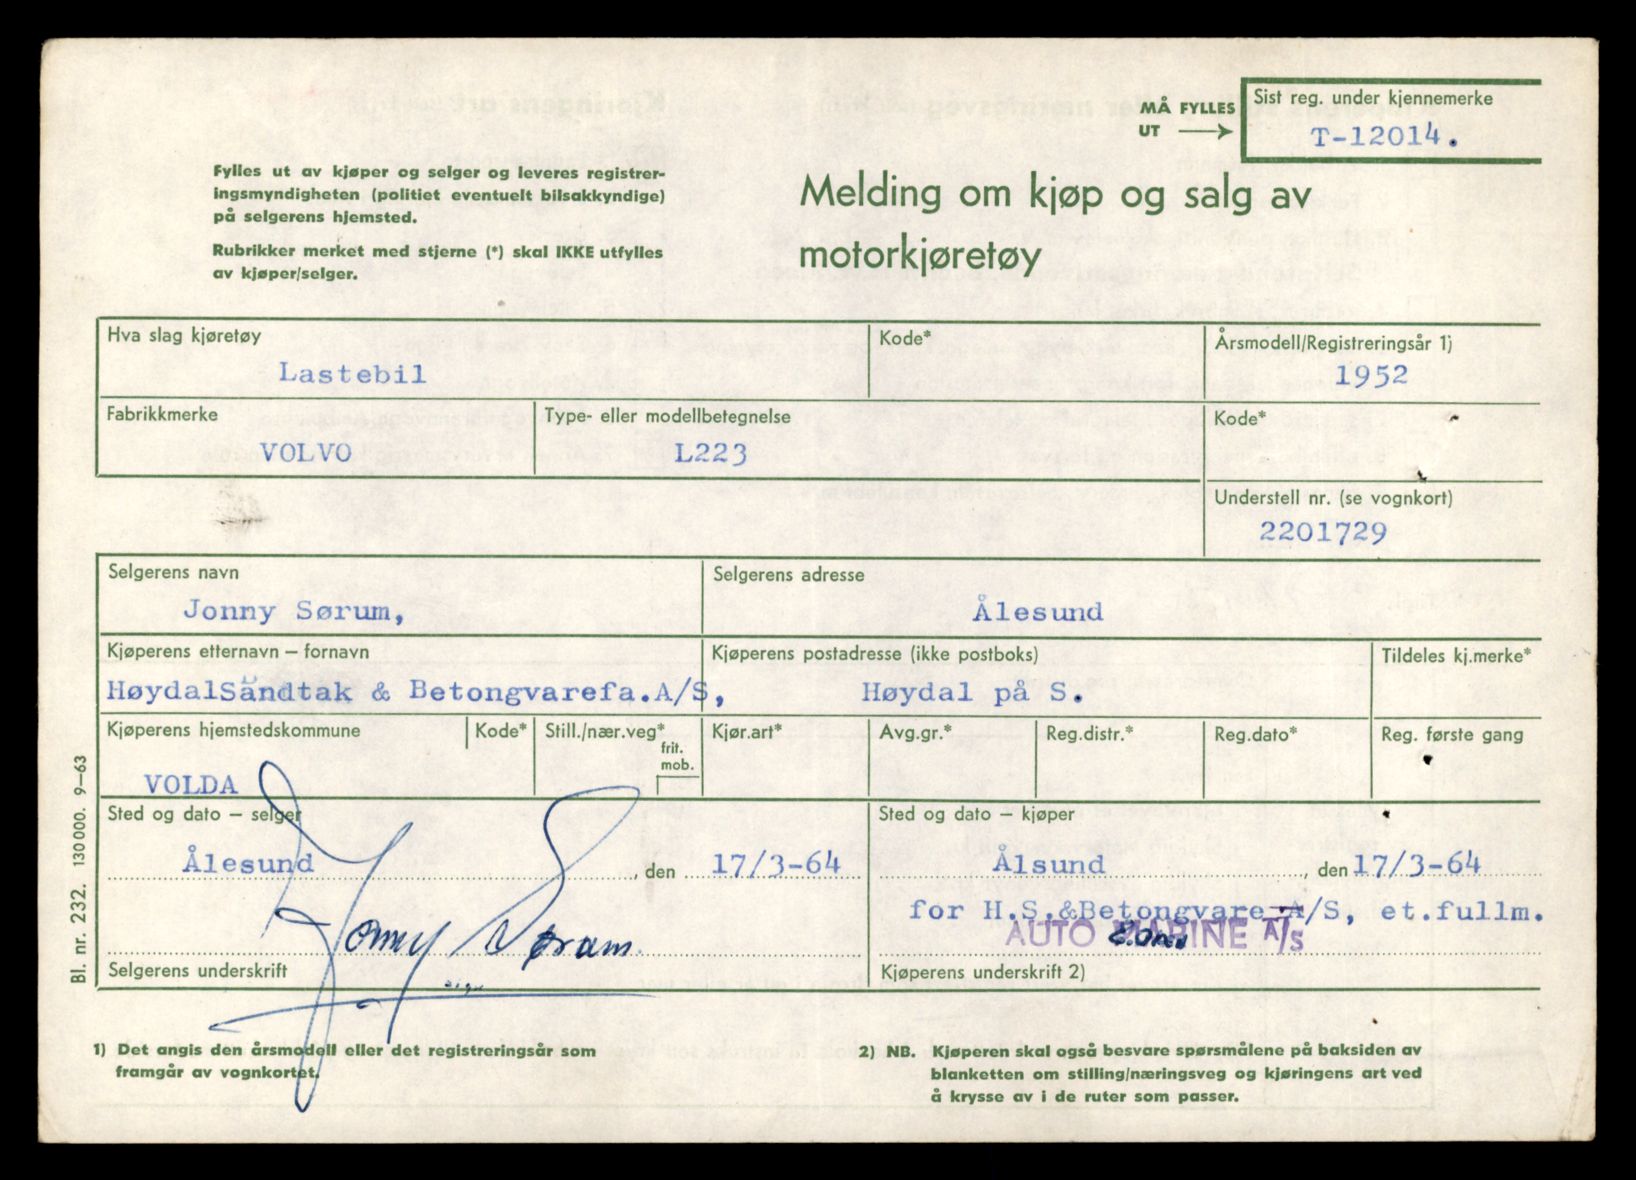 MÅ FYLLES
UT
Sist reg. under kjennemerke
T-12014.
Fylles ut av kjøper og selger og leveres registrer-
ingsmyndigheten (politiet eventuelt bilsakkyndige)
på selgerens hjemsted.
Rubrikker merket med stjerne (*) skal IKKE utfylles
av kjøper/selger.
Melding om kjøp og salg av
motorkjøretøy
Hva slag kjøretøy
Lastebil
Kode*
Årsmodell/Registreringsår 1)
1952
Fabrikkmerke
VOLVO
Type- eller modellbetegnelse
L223
Kode*
Understell nr. (se vognkort)
2201729
Selgerens navn
Jonny Sørum,
Selgerens adresse
Ålesund
Kjøperens etternavn – fornavn
HøydalSandtak & Betongvarefa.A/S,
Kjøperens postadresse (ikke postboks)
Høydal på S.
Tildeles kj.merke*
Kjøperens hjemstedskommune
VOLDA
Kode*
Still./nær.veg*
frit.
mob.
Kjør.art*
Avg.gr.*
Reg.distr.*
Reg.dato*
Reg. første gang
Sted og dato – selger
Ålesund, den 17/3-64
Jonny Sørum
Selgerens underskrift
Sted og dato – kjøper
Ålsund, den 17/3-64
for H.S.&Betongvare A/S, et.fullm.
AUTO MARINE A/S
Kjøperens underskrift 2)
Bl. nr. 232. 130000. 9–63
1) Det angis den årsmodell eller det registreringsår som
framgår av vognkortet.
2) NB. Kjøperen skal også besvare spørsmålene på baksiden av
blanketten om stilling/næringsveg og kjøringens art ved
å krysse av i de ruter som passer.